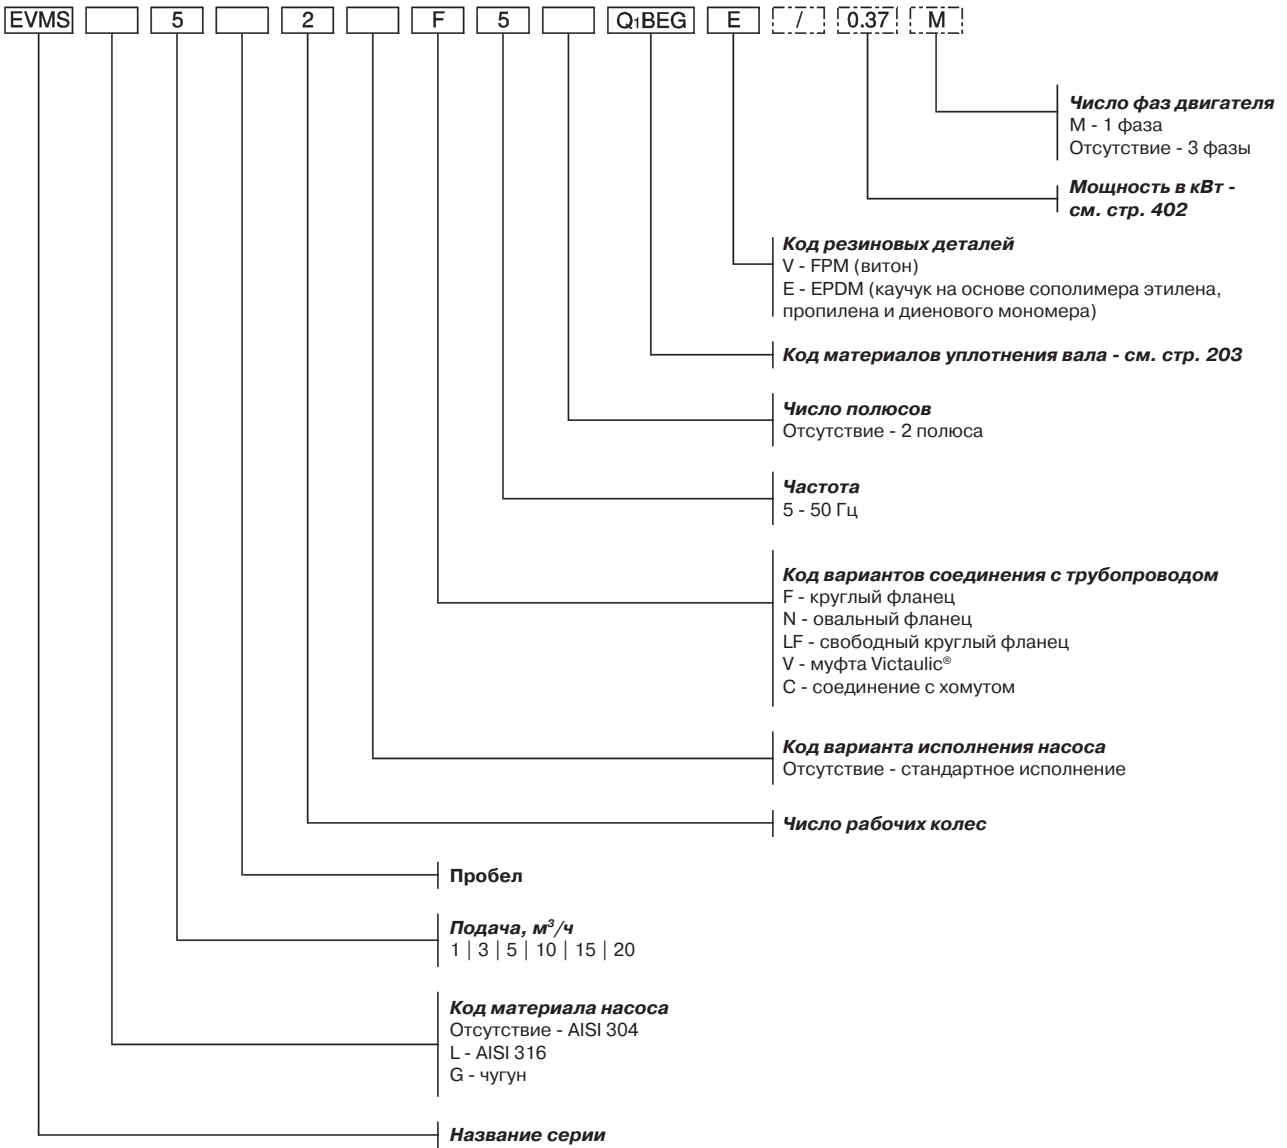 EVMS 5 2 F 5 Q1BEG E / 0.37 M
Число фаз двигателя
M - 1 фаза
Отсутствие - 3 фазы
Мощность в кВт -
см. стр. 402
Код резиновых деталей
V - FPM (витон)
E - EPDM (каучук на основе сополимера этилена,
пропилена и диенового мономера)
Код материалов уплотнения вала - см. стр. 203
Число полюсов
Отсутствие - 2 полюса
Частота
5 - 50 Гц
Код вариантов соединения с трубопроводом
F - круглый фланец
N - овальный фланец
LF - свободный круглый фланец
V - муфта Victaulic®
C - соединение с хомутом
Код варианта исполнения насоса
Отсутствие - стандартное исполнение
Число рабочих колес
Пробел
Подача, м³/ч
1 | 3 | 5 | 10 | 15 | 20
Код материала насоса
Отсутствие - AISI 304
L - AISI 316
G - чугун
Название серии